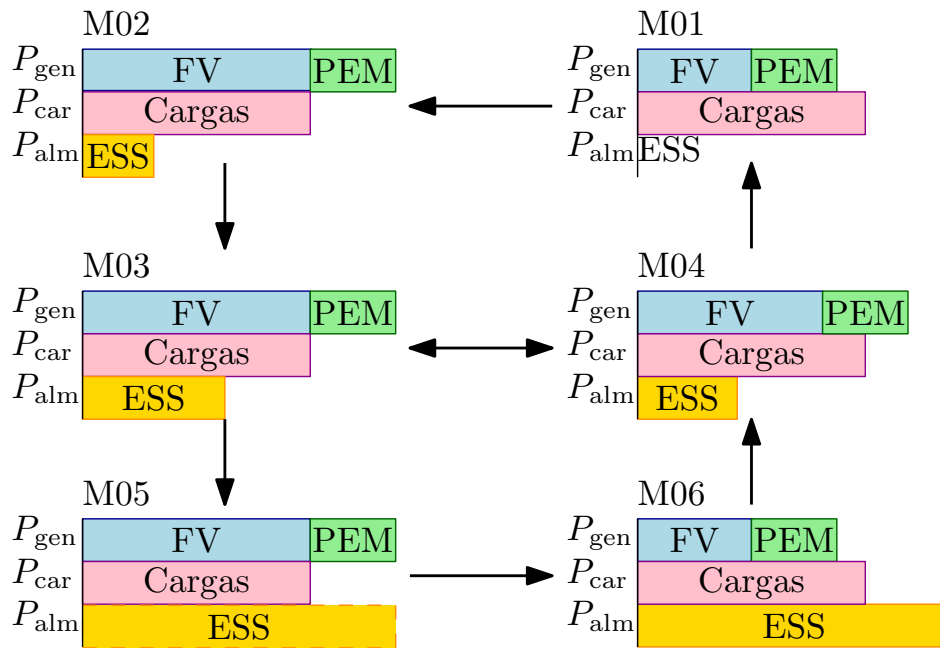 M02
P_gen FV PEM
P_car Cargas
P_alm ESS
M01
P_gen FV PEM
P_car Cargas
P_alm ESS
M03
P_gen FV PEM
P_car Cargas
P_alm ESS
M04
P_gen FV PEM
P_car Cargas
P_alm ESS
M05
P_gen FV PEM
P_car Cargas
P_alm ESS
M06
P_gen FV PEM
P_car Cargas
P_alm ESS